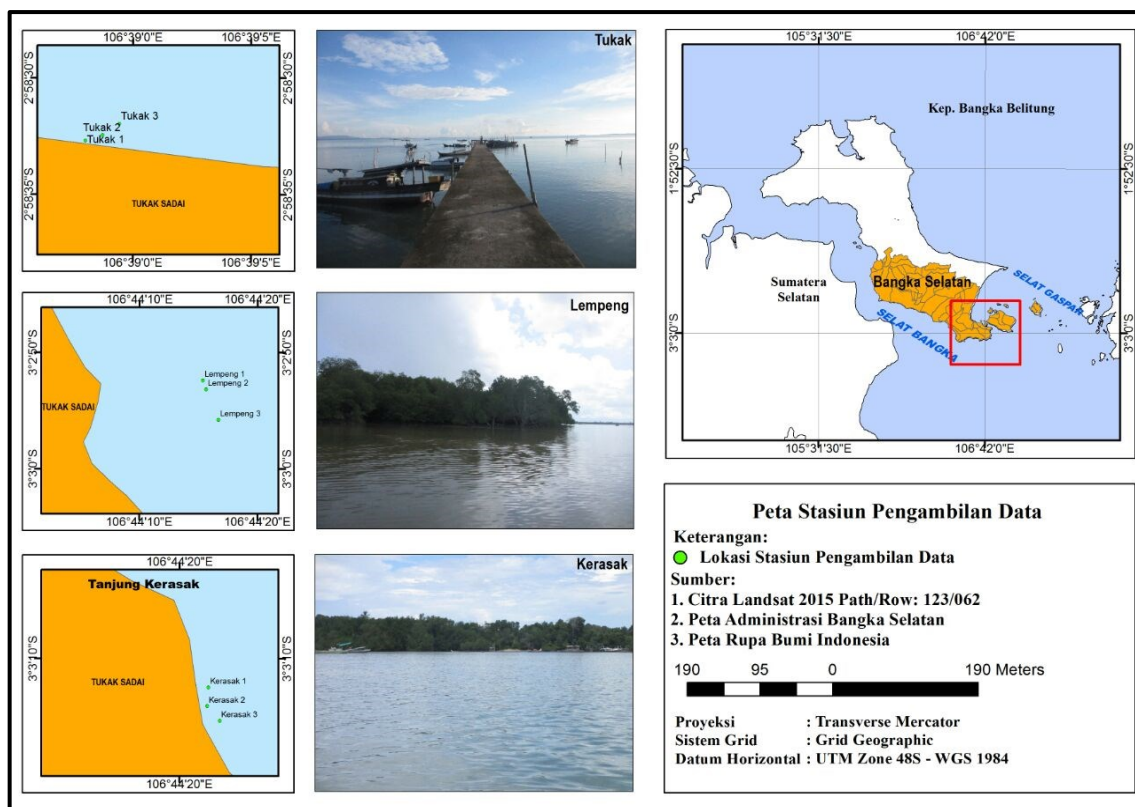 106°39'0"E 106°39'5"E
2°58'30"S 2°58'30"S
Tukak 3
Tukak 2
Tukak 1
2°58'35"S 2°58'35"S
TUKAK SADAI
106°39'0"E 106°39'5"E
Tukak
106°44'10"E 106°44'20"E
3°2'50"S 3°2'50"S
Lempeng 1
Lempeng 2
TUKAK SADAI
Lempeng 3
3°3'0"S 3°3'0"S
106°44'10"E 106°44'20"E
Lempeng
106°44'20"E
Tanjung Kerasak
3°3'10"S 3°3'10"S
TUKAK SADAI
Kerasak 1
Kerasak 2
Kerasak 3
106°44'20"E
Kerasak
105°31'30"E 106°42'0"E
Kep. Bangka Belitung
1°52'30"S 1°52'30"S
Sumatera
Selatan
Bangka Selatan
SELAT GASPAR
SELAT BANGKA
3°3'0"S 3°3'0"S
105°31'30"E 106°42'0"E
Peta Stasiun Pengambilan Data
Keterangan:
Lokasi Stasiun Pengambilan Data
Sumber:
1. Citra Landsat 2015 Path/Row: 123/062
2. Peta Administrasi Bangka Selatan
3. Peta Rupa Bumi Indonesia
190 95 0 190 Meters
Proyeksi : Transverse Mercator
Sistem Grid : Grid Geographic
Datum Horizontal : UTM Zone 48S - WGS 1984